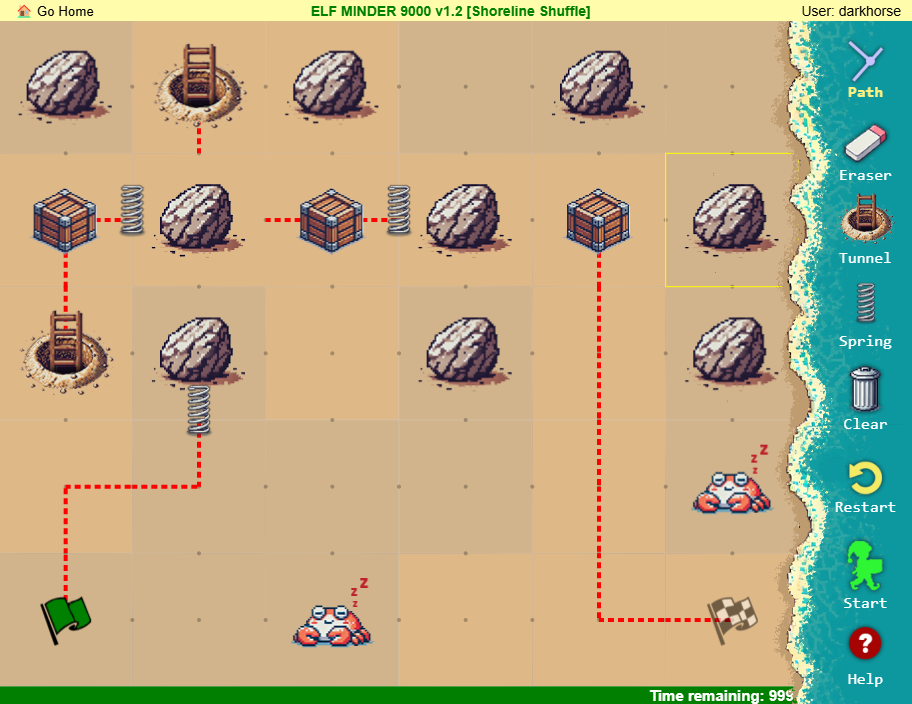 Go Home
ELF MINDER 9000 v1.2 [Shoreline Shuffle]
User: darkhorse
Path
Eraser
Tunnel
Spring
Clear
z
z
z
Restart
Start
z
z
z
?
Help
Time remaining: 999